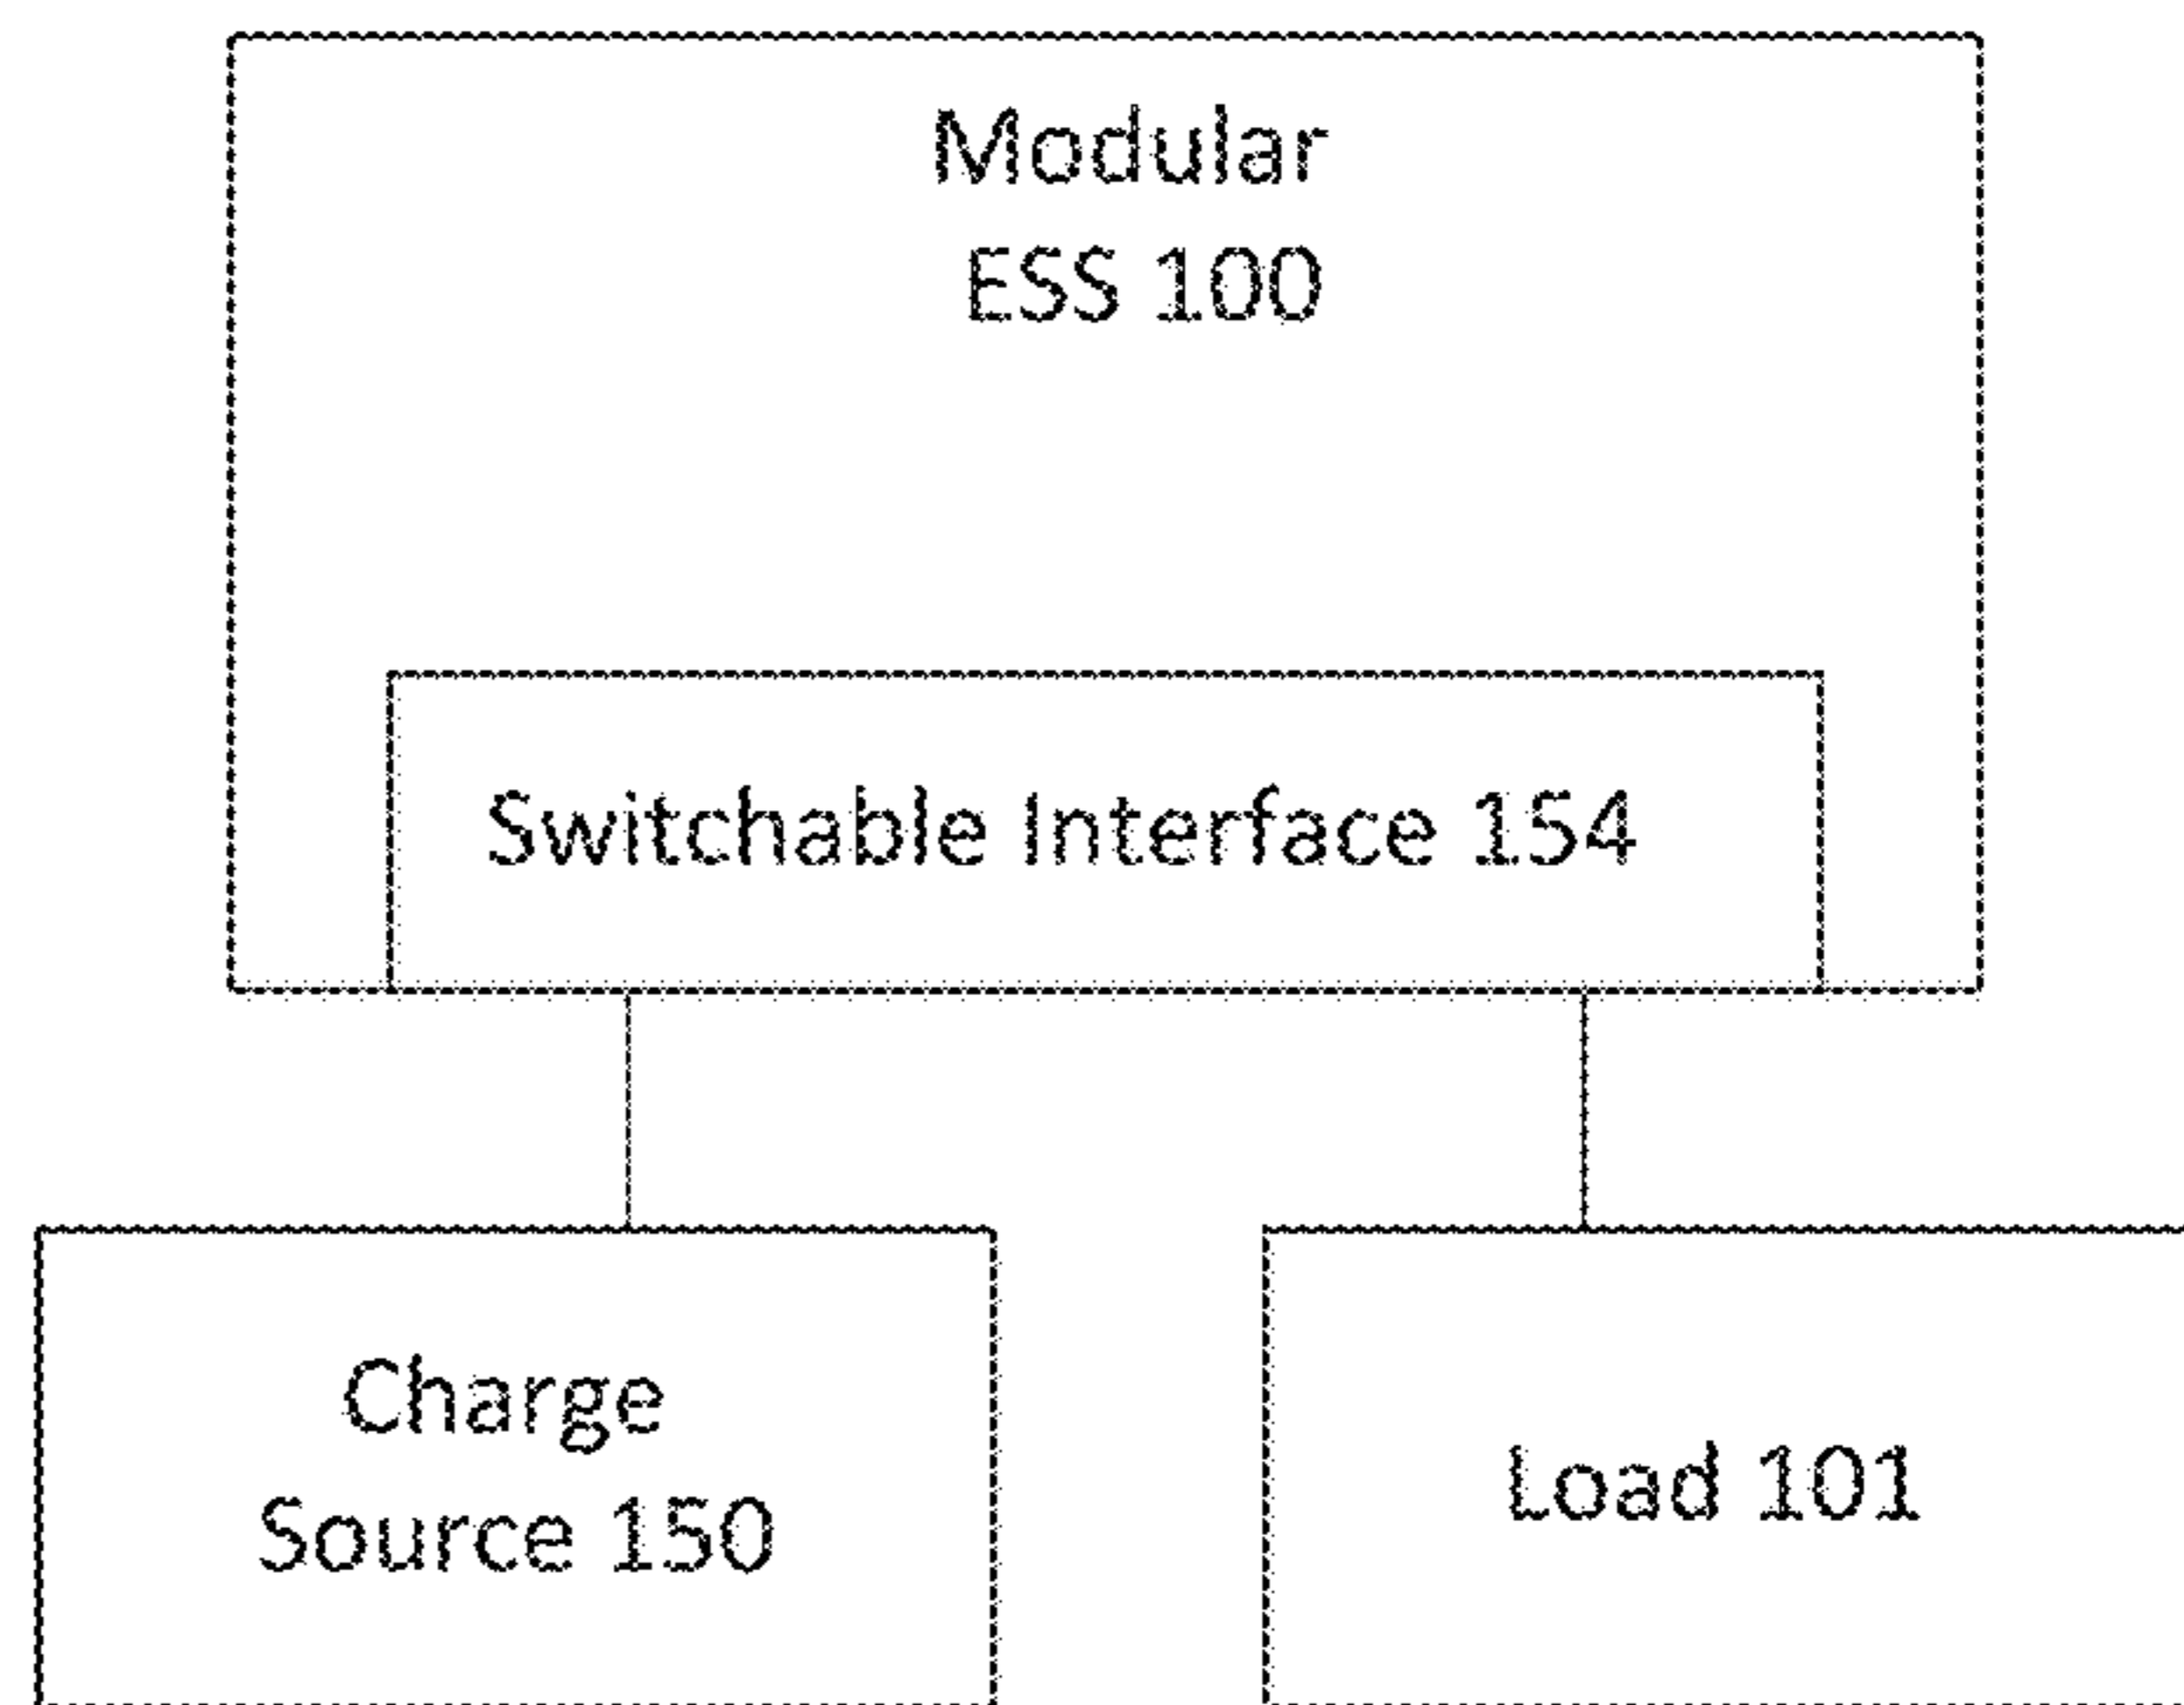 Modular
ESS 100
Switchable Interface 154
Charge
Source 150
Load 101